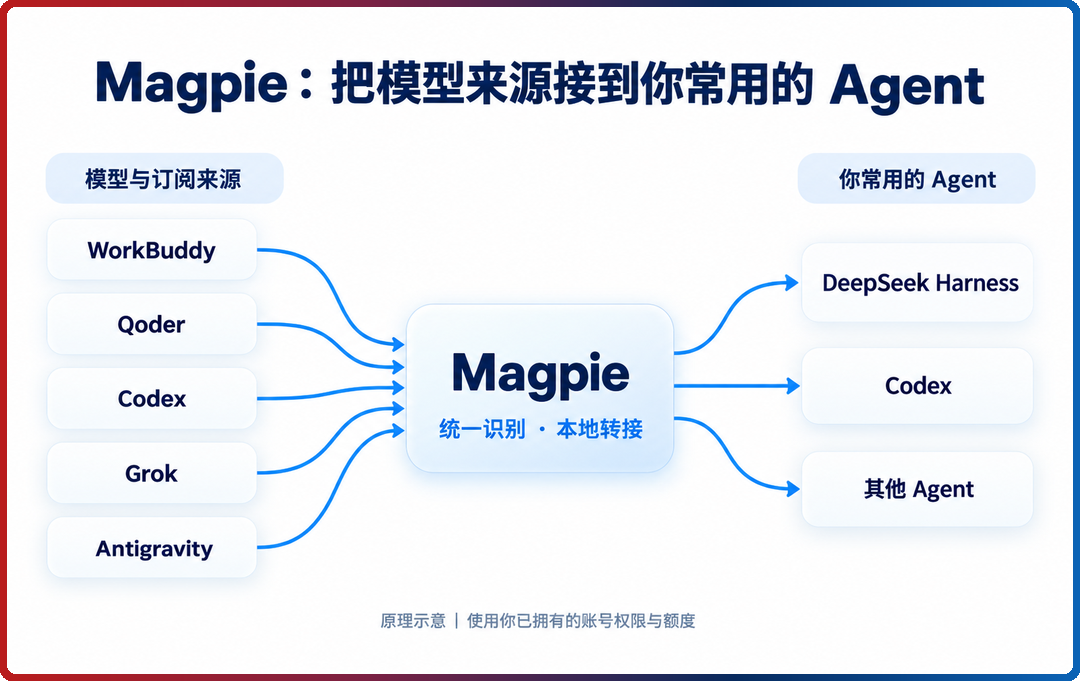 Magpie：把模型来源接到你常用的 Agent
模型与订阅来源
WorkBuddy
Qoder
Codex
Grok
Antigravity
Magpie
统一识别 · 本地转接
你常用的 Agent
DeepSeek Harness
Codex
其他 Agent
原理示意 | 使用你已拥有的账号权限与额度